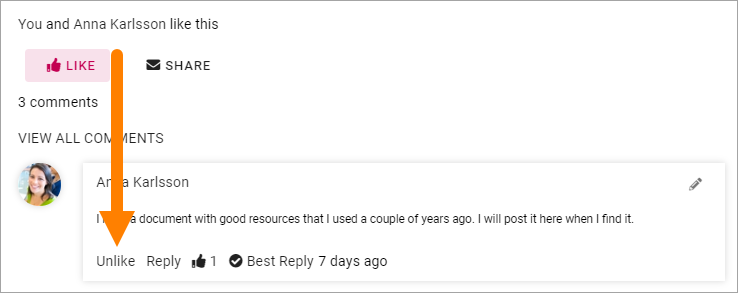 You and Anna Karlsson like this
LIKE SHARE
3 comments
VIEW ALL COMMENTS
Anna Karlsson
I a document with good resources that I used a couple of years ago. I will post it here when I find it.
Unlike Reply 1 Best Reply 7 days ago